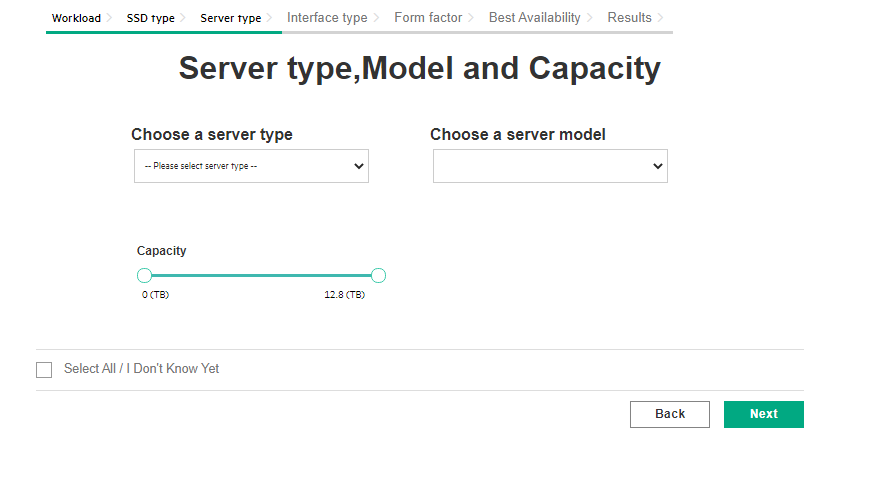 Workload SSD type Server type Interface type Form factor Best Availability Results
Server type,Model and Capacity
Choose a server type Choose a server model
-- Please select server type --
Capacity
0 (TB) 12.8 (TB)
Select All / I Don't Know Yet
Back Next